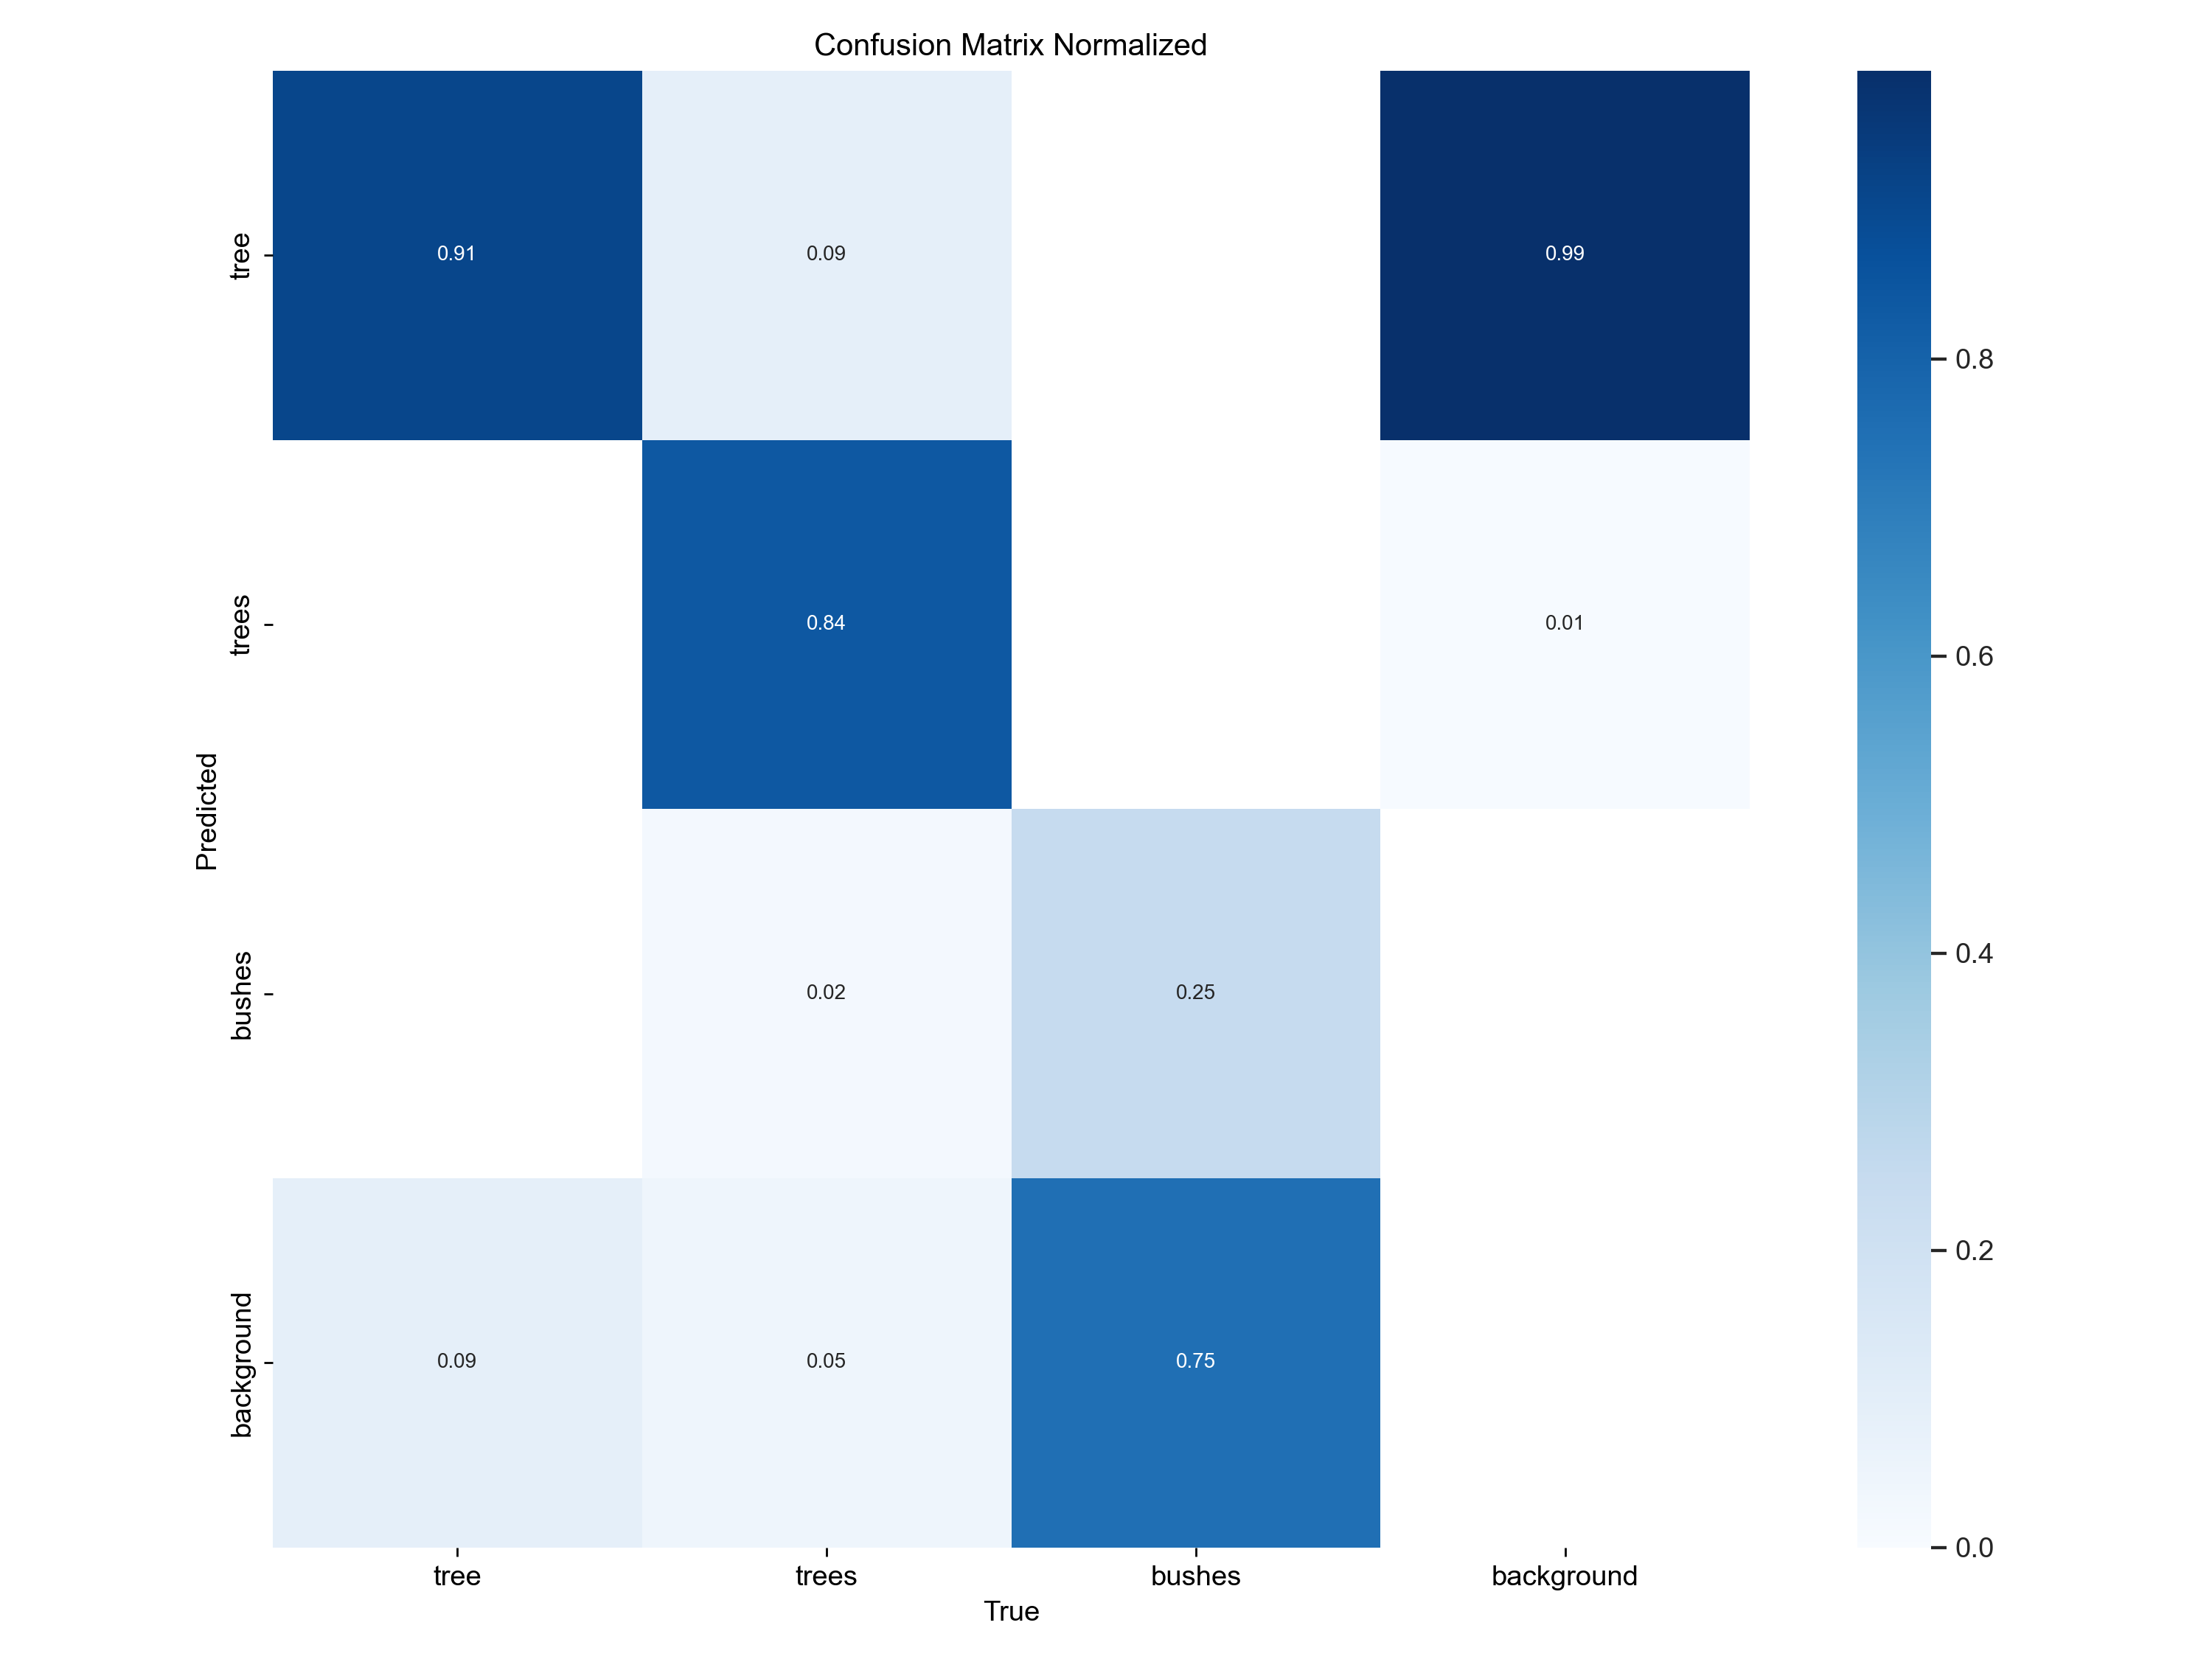 Confusion Matrix Normalized
tree
0.91
0.09
0.99
0.8
trees
0.84
0.01
0.6
Predicted
bushes
0.02
0.25
0.4
background
0.09
0.05
0.75
0.2
0.0
tree
trees
bushes
background
True